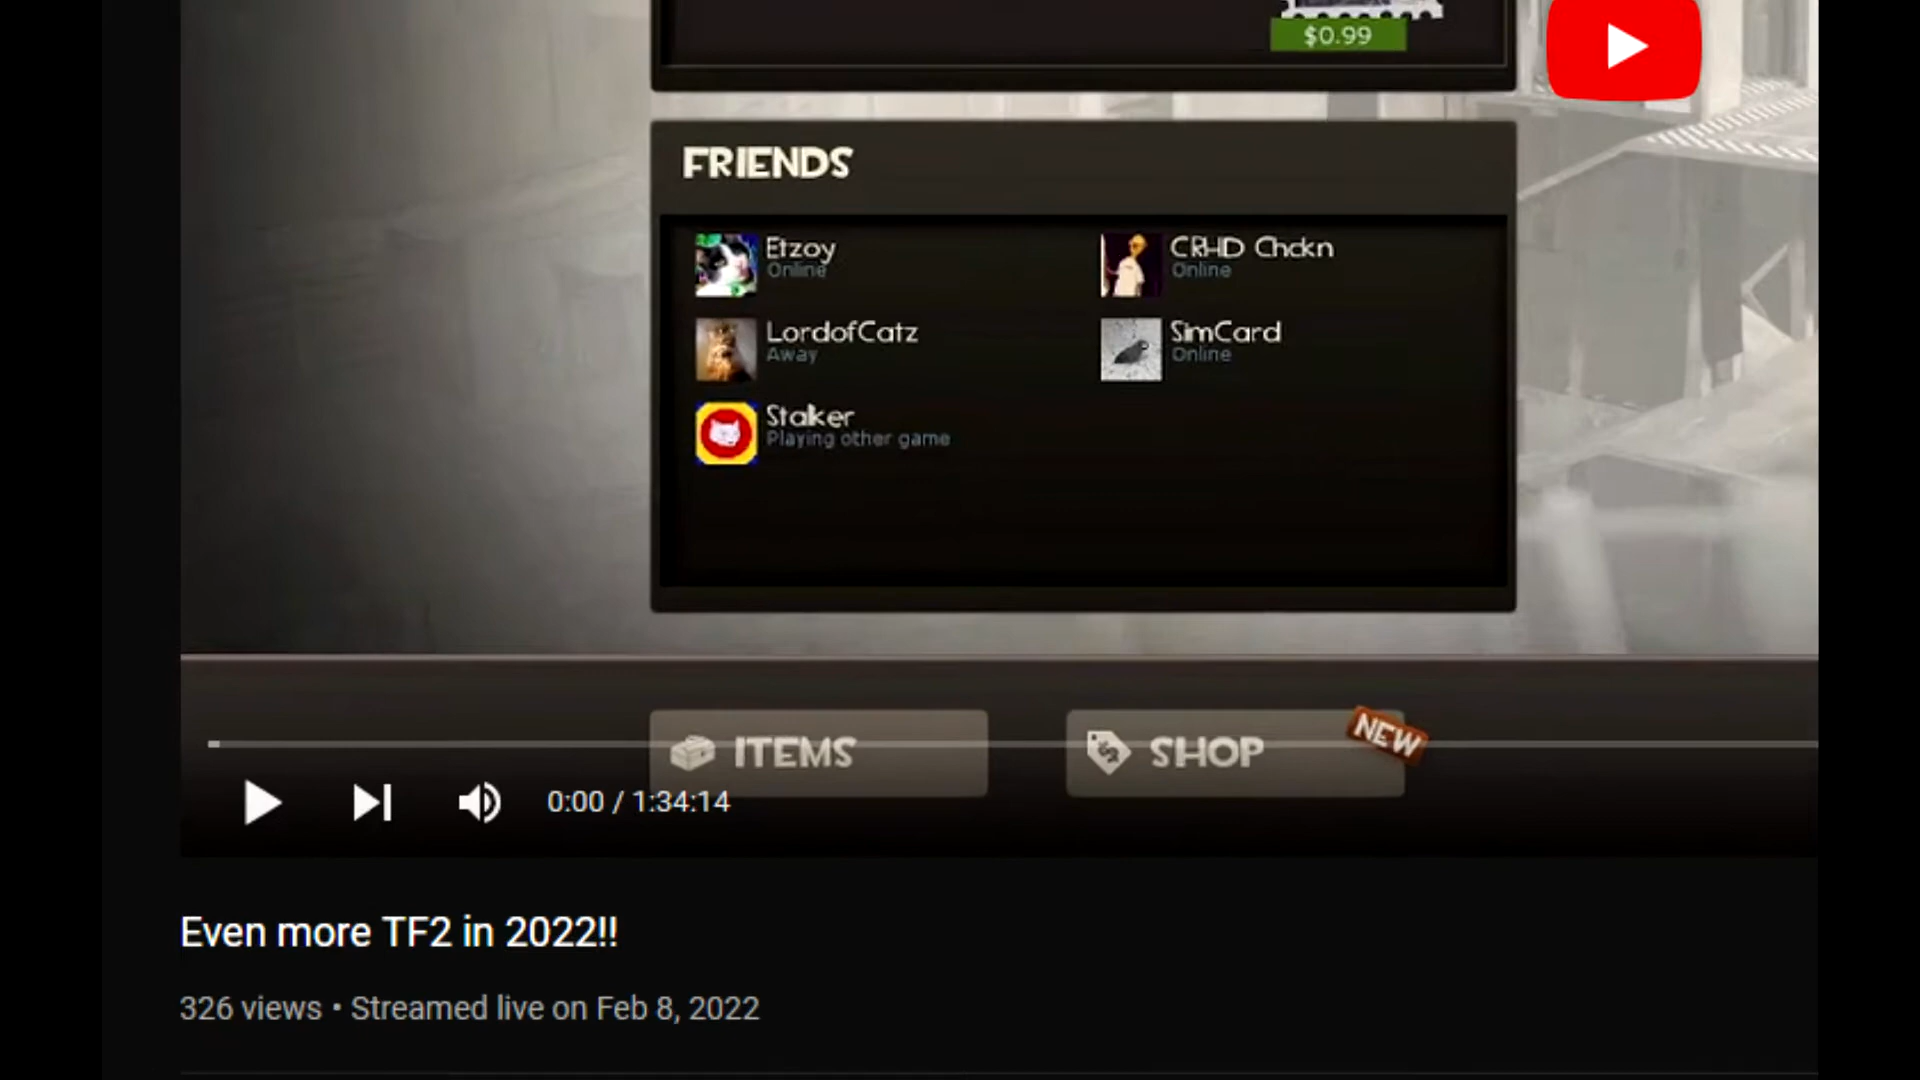 $0.99
FRIENDS
Etzoy
Online
CRHD Chckn
Online
LordofCatz
Away
SimCard
Online
Stalker
Playing other game
ITEMS
SHOP
NEW
0:00 / 1:34:14
Even more TF2 in 2022!!
326 views • Streamed live on Feb 8, 2022